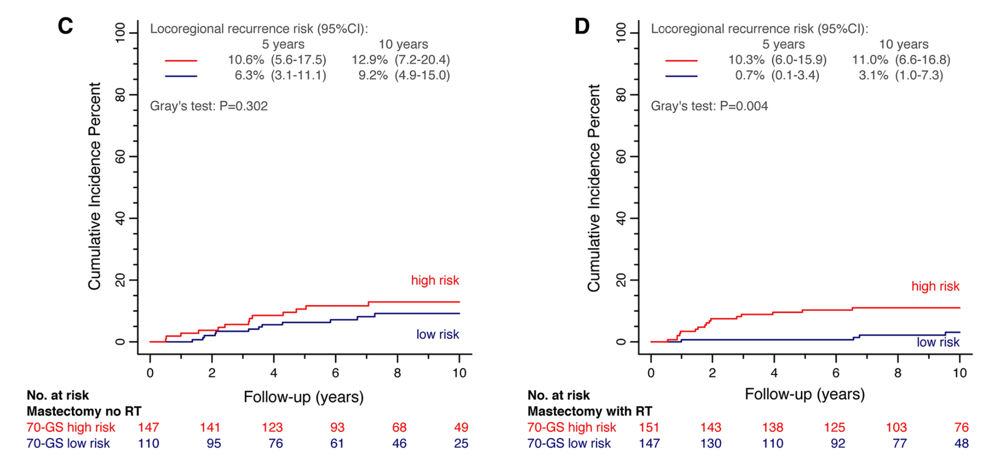 C
Locoregional recurrence risk (95%CI):
5 years 10 years
10.6% (5.6-17.5) 12.9% (7.2-20.4)
6.3% (3.1-11.1) 9.2% (4.9-15.0)
Gray's test: P=0.302
Cumulative Incidence Percent
100
80
60
40
20
0
high risk
low risk
0 2 4 6 8 10
Follow-up (years)
No. at risk
Mastectomy no RT
70-GS high risk 147 141 123 93 68 49
70-GS low risk 110 95 76 61 46 25
D
Locoregional recurrence risk (95%CI):
5 years 10 years
10.3% (6.0-15.9) 11.0% (6.6-16.8)
0.7% (0.1-3.4) 3.1% (1.0-7.3)
Gray's test: P=0.004
Cumulative Incidence Percent
100
80
60
40
20
0
high risk
low risk
0 2 4 6 8 10
Follow-up (years)
No. at risk
Mastectomy with RT
70-GS high risk 151 143 138 125 103 76
70-GS low risk 147 130 110 92 77 48